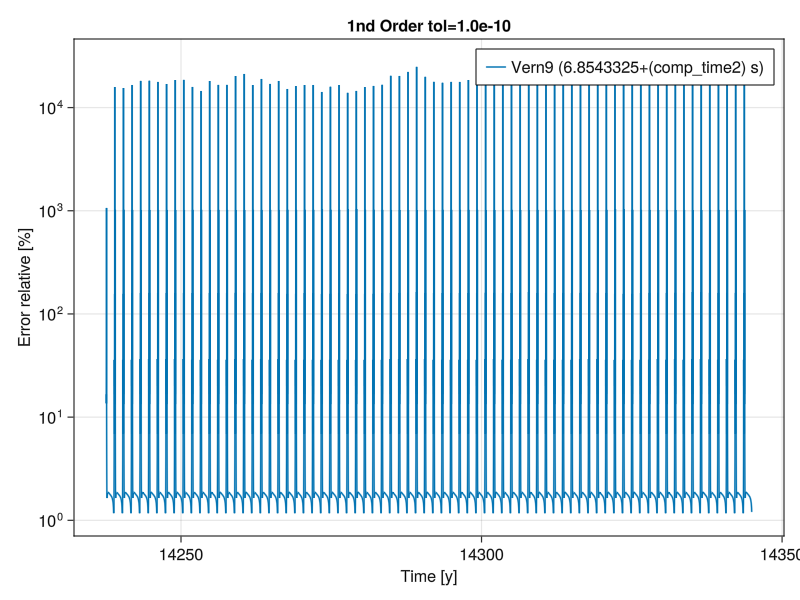 1nd Order tol=1.0e-10
Vern9 (6.8543325+(comp_time2) s)
Error relative [%]
10⁴
10³
10²
10¹
10⁰
14250
14300
14350
Time [y]